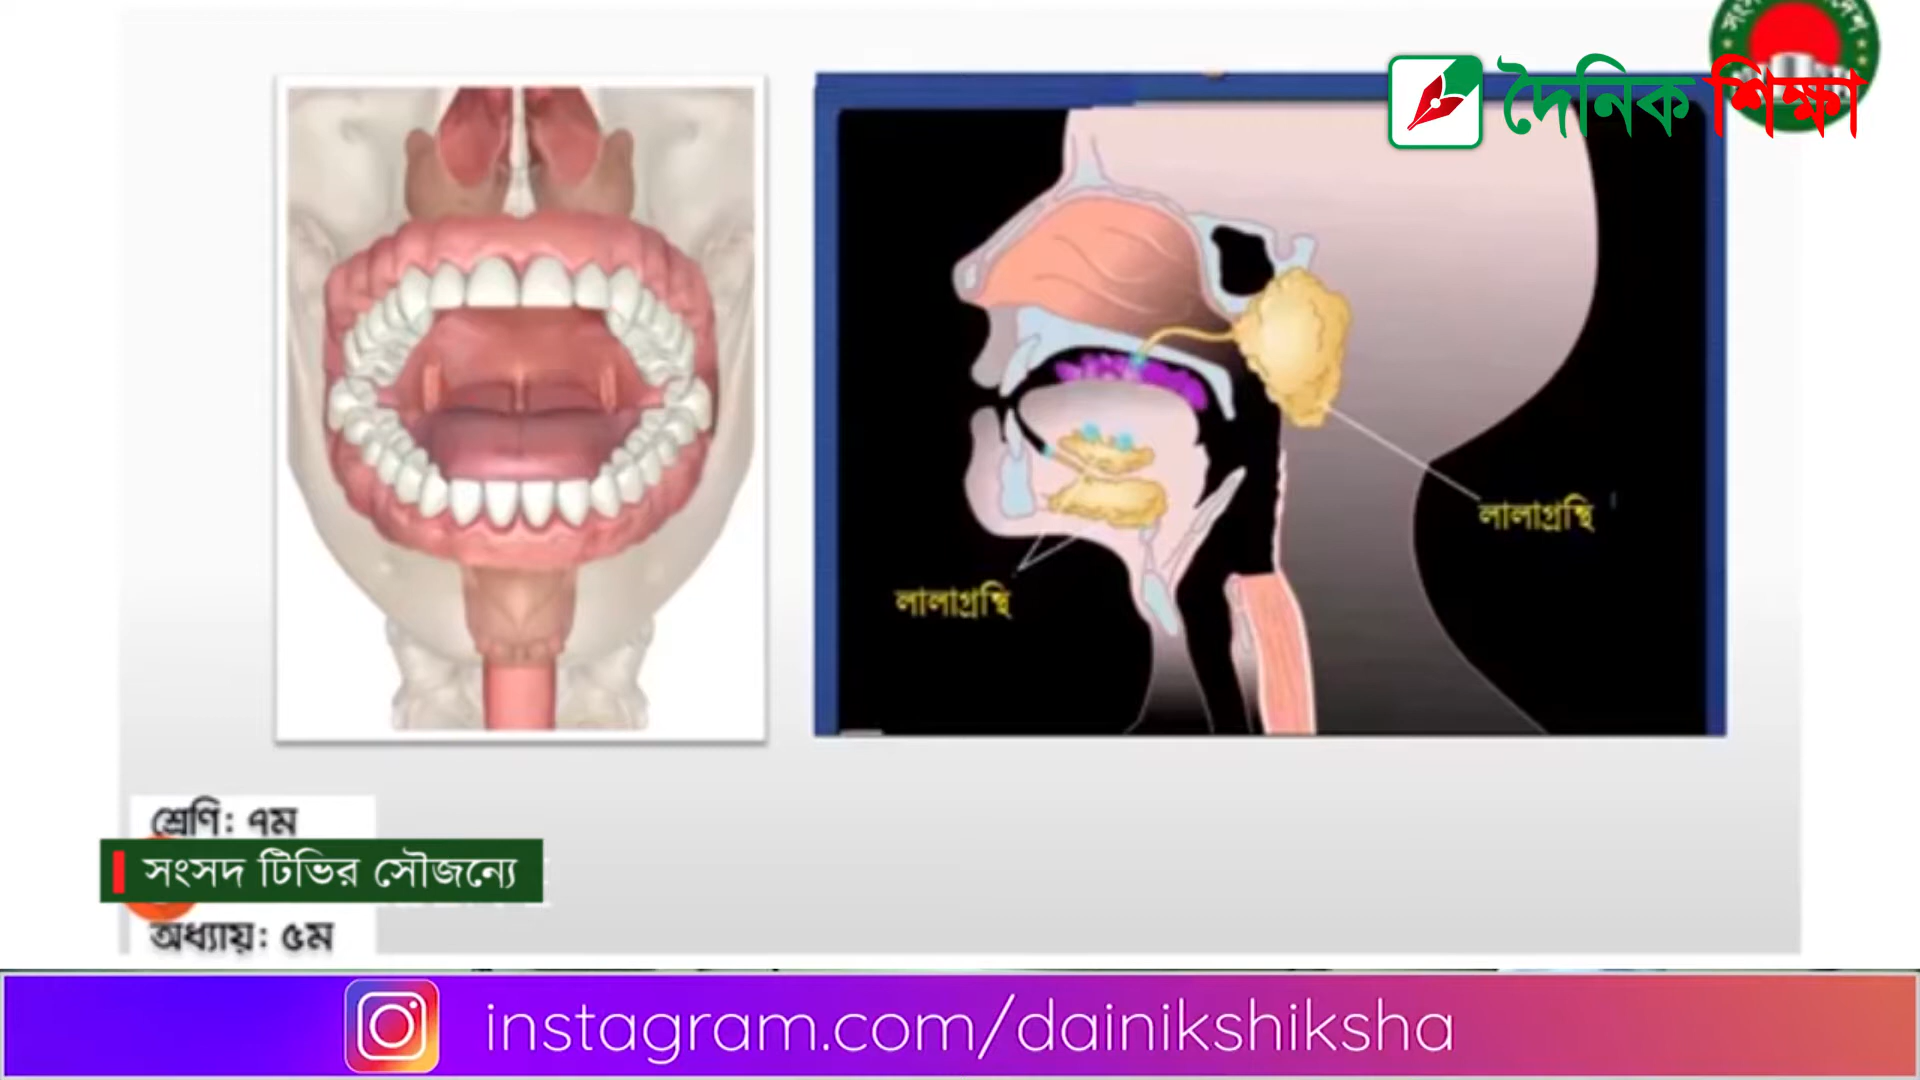 দৈনিক শিক্ষা
লালাগ্রন্থি
লালাগ্রন্থি
শ্রেণি: ৭ম
সংসদ টিভির সৌজন্যে
অধ্যায়: ৫ম
instagram.com/dainikshiksha